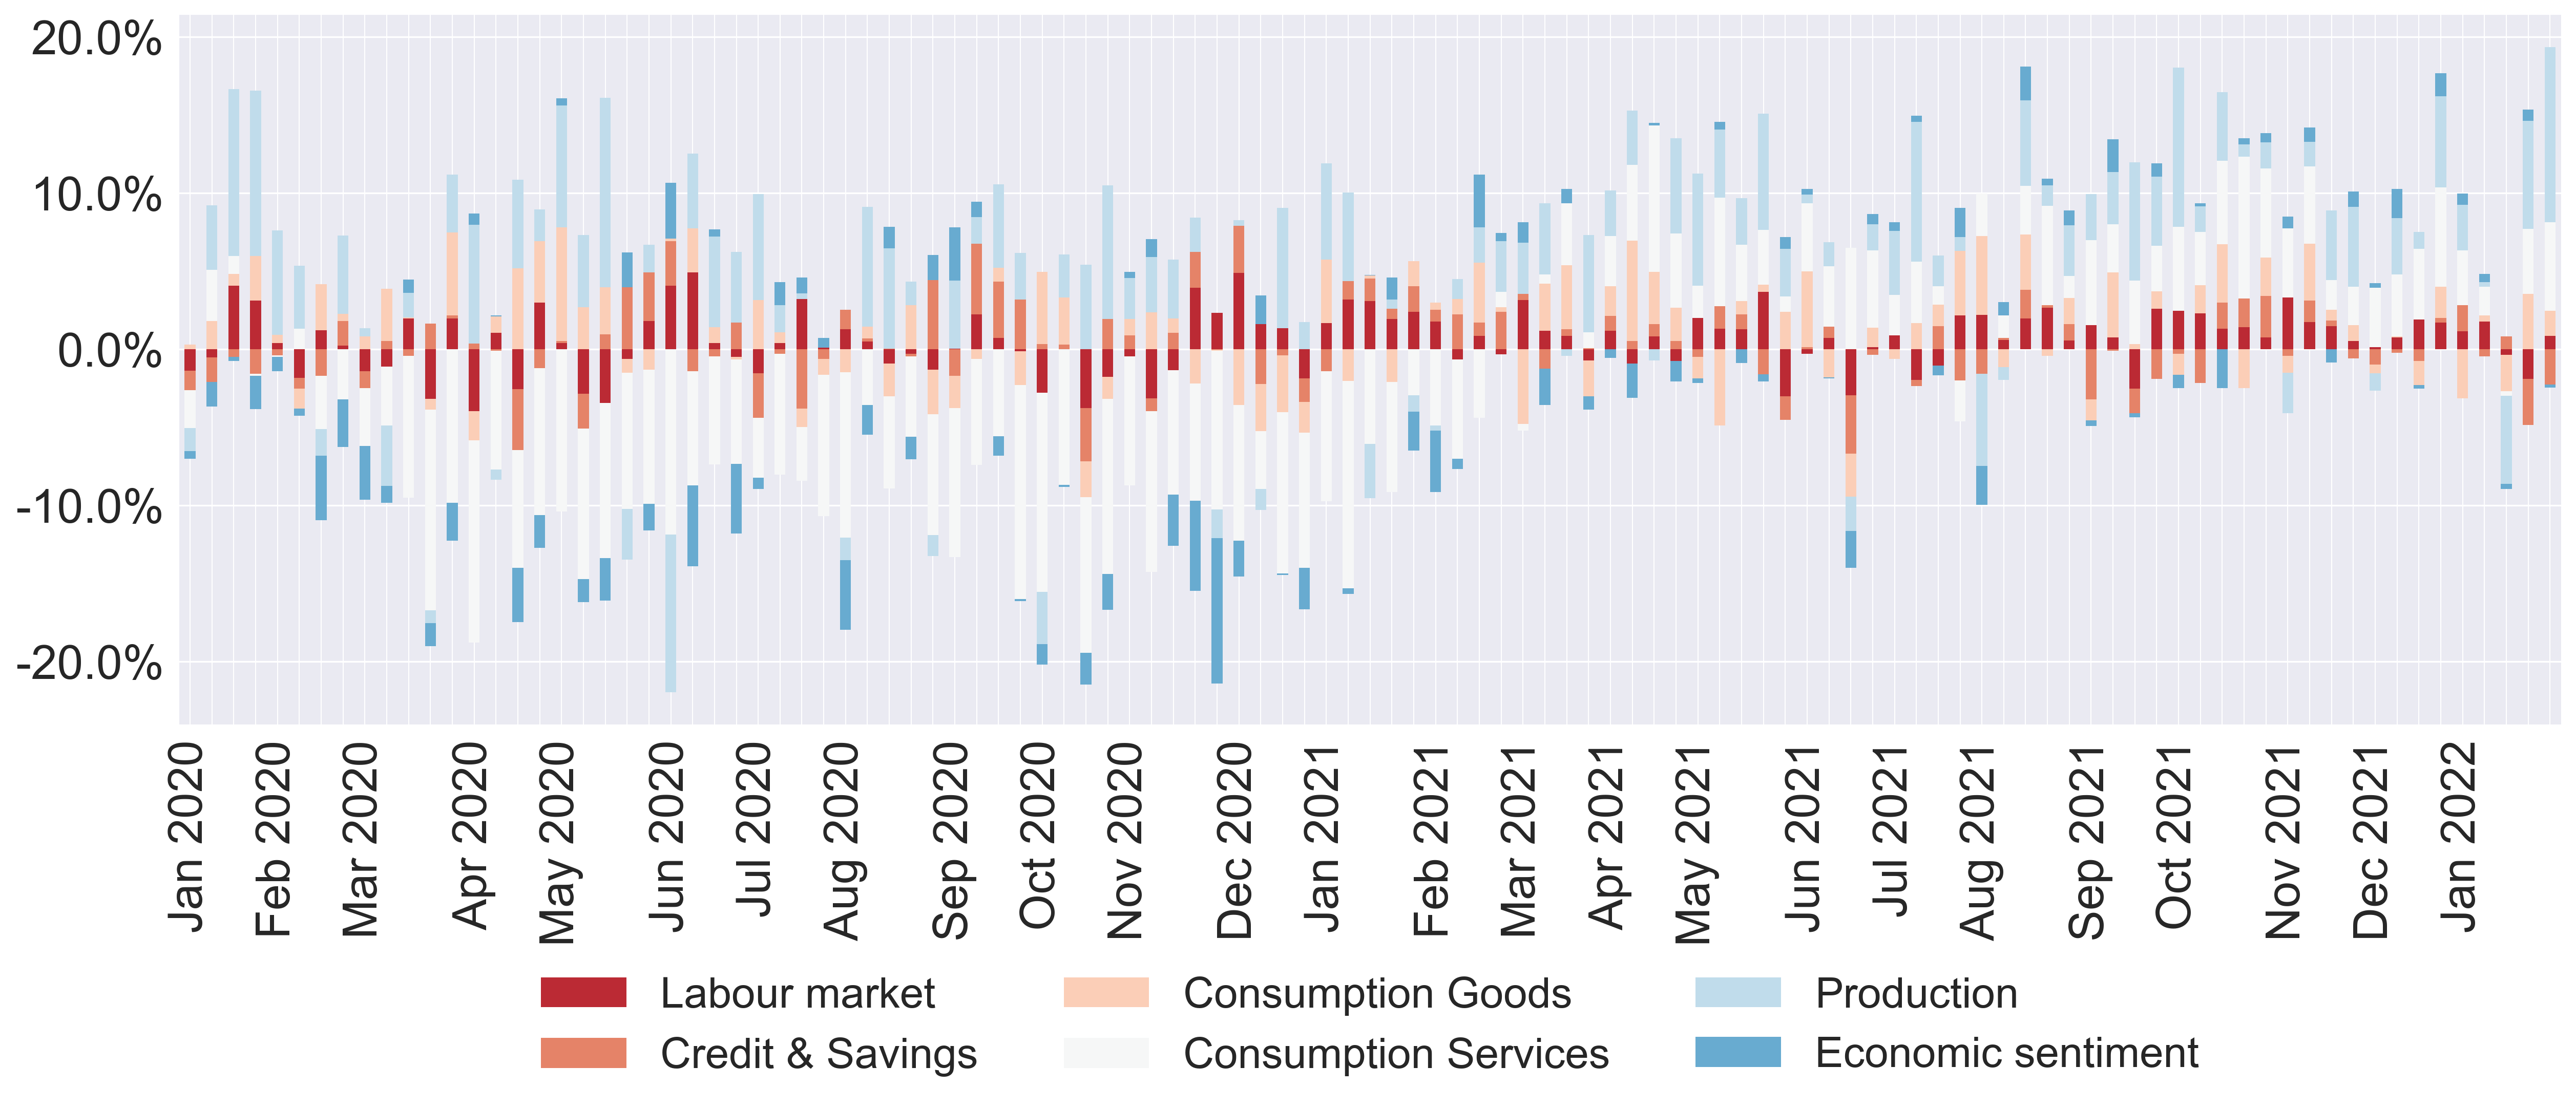 20.0%
10.0%
0.0%
-10.0%
-20.0%
Jan 2020
Feb 2020
Mar 2020
Apr 2020
May 2020
Jun 2020
Jul 2020
Aug 2020
Sep 2020
Oct 2020
Nov 2020
Dec 2020
Jan 2021
Feb 2021
Mar 2021
Apr 2021
May 2021
Jun 2021
Jul 2021
Aug 2021
Sep 2021
Oct 2021
Nov 2021
Dec 2021
Jan 2022
Labour market
Consumption Goods
Production
Credit & Savings
Consumption Services
Economic sentiment